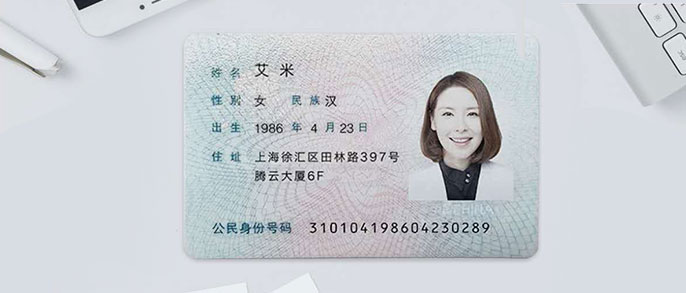 姓名 艾米
性别 女 民族 汉
出生 1986 年 4 月 23 日
住址 上海徐汇区田林路397号
腾云大厦6F
公民身份号码 310104198604230289